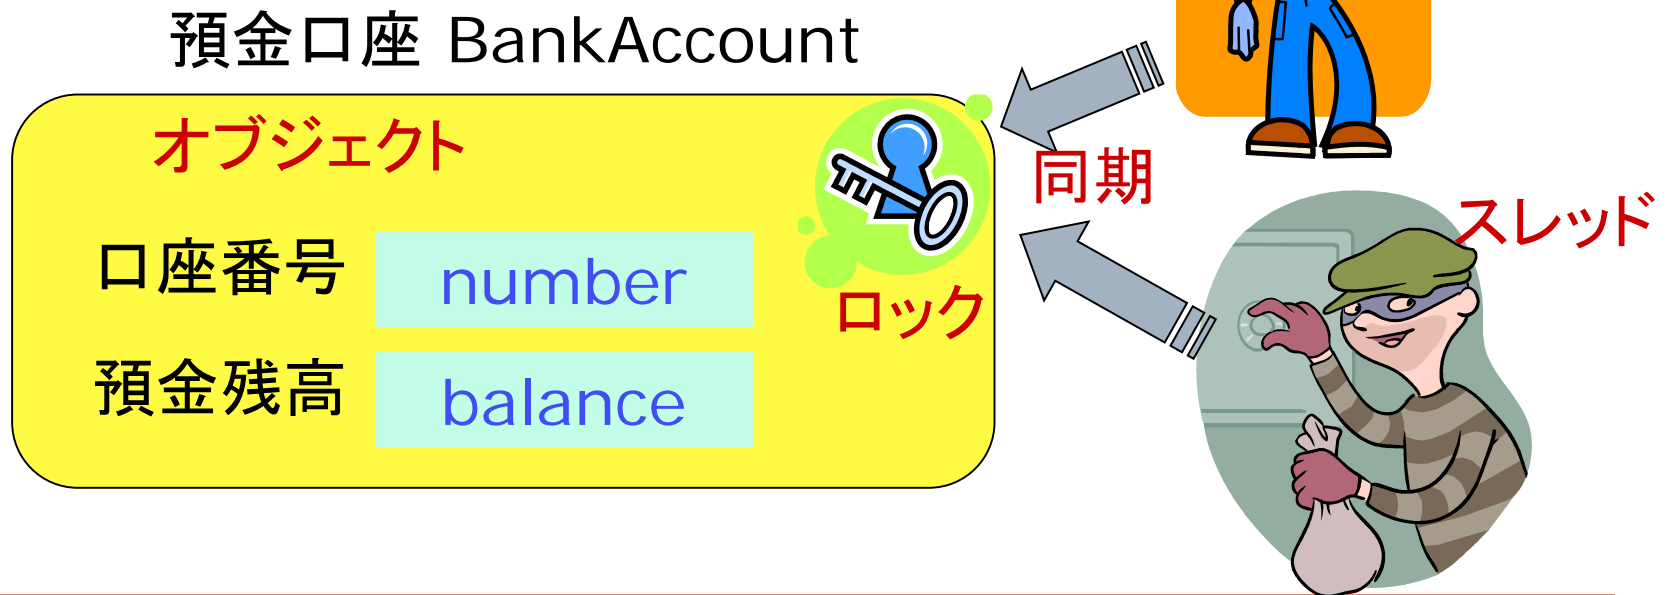 預金口座 BankAccount
オブジェクト
同期
スレッド
口座番号 number
ロック
預金残高 balance